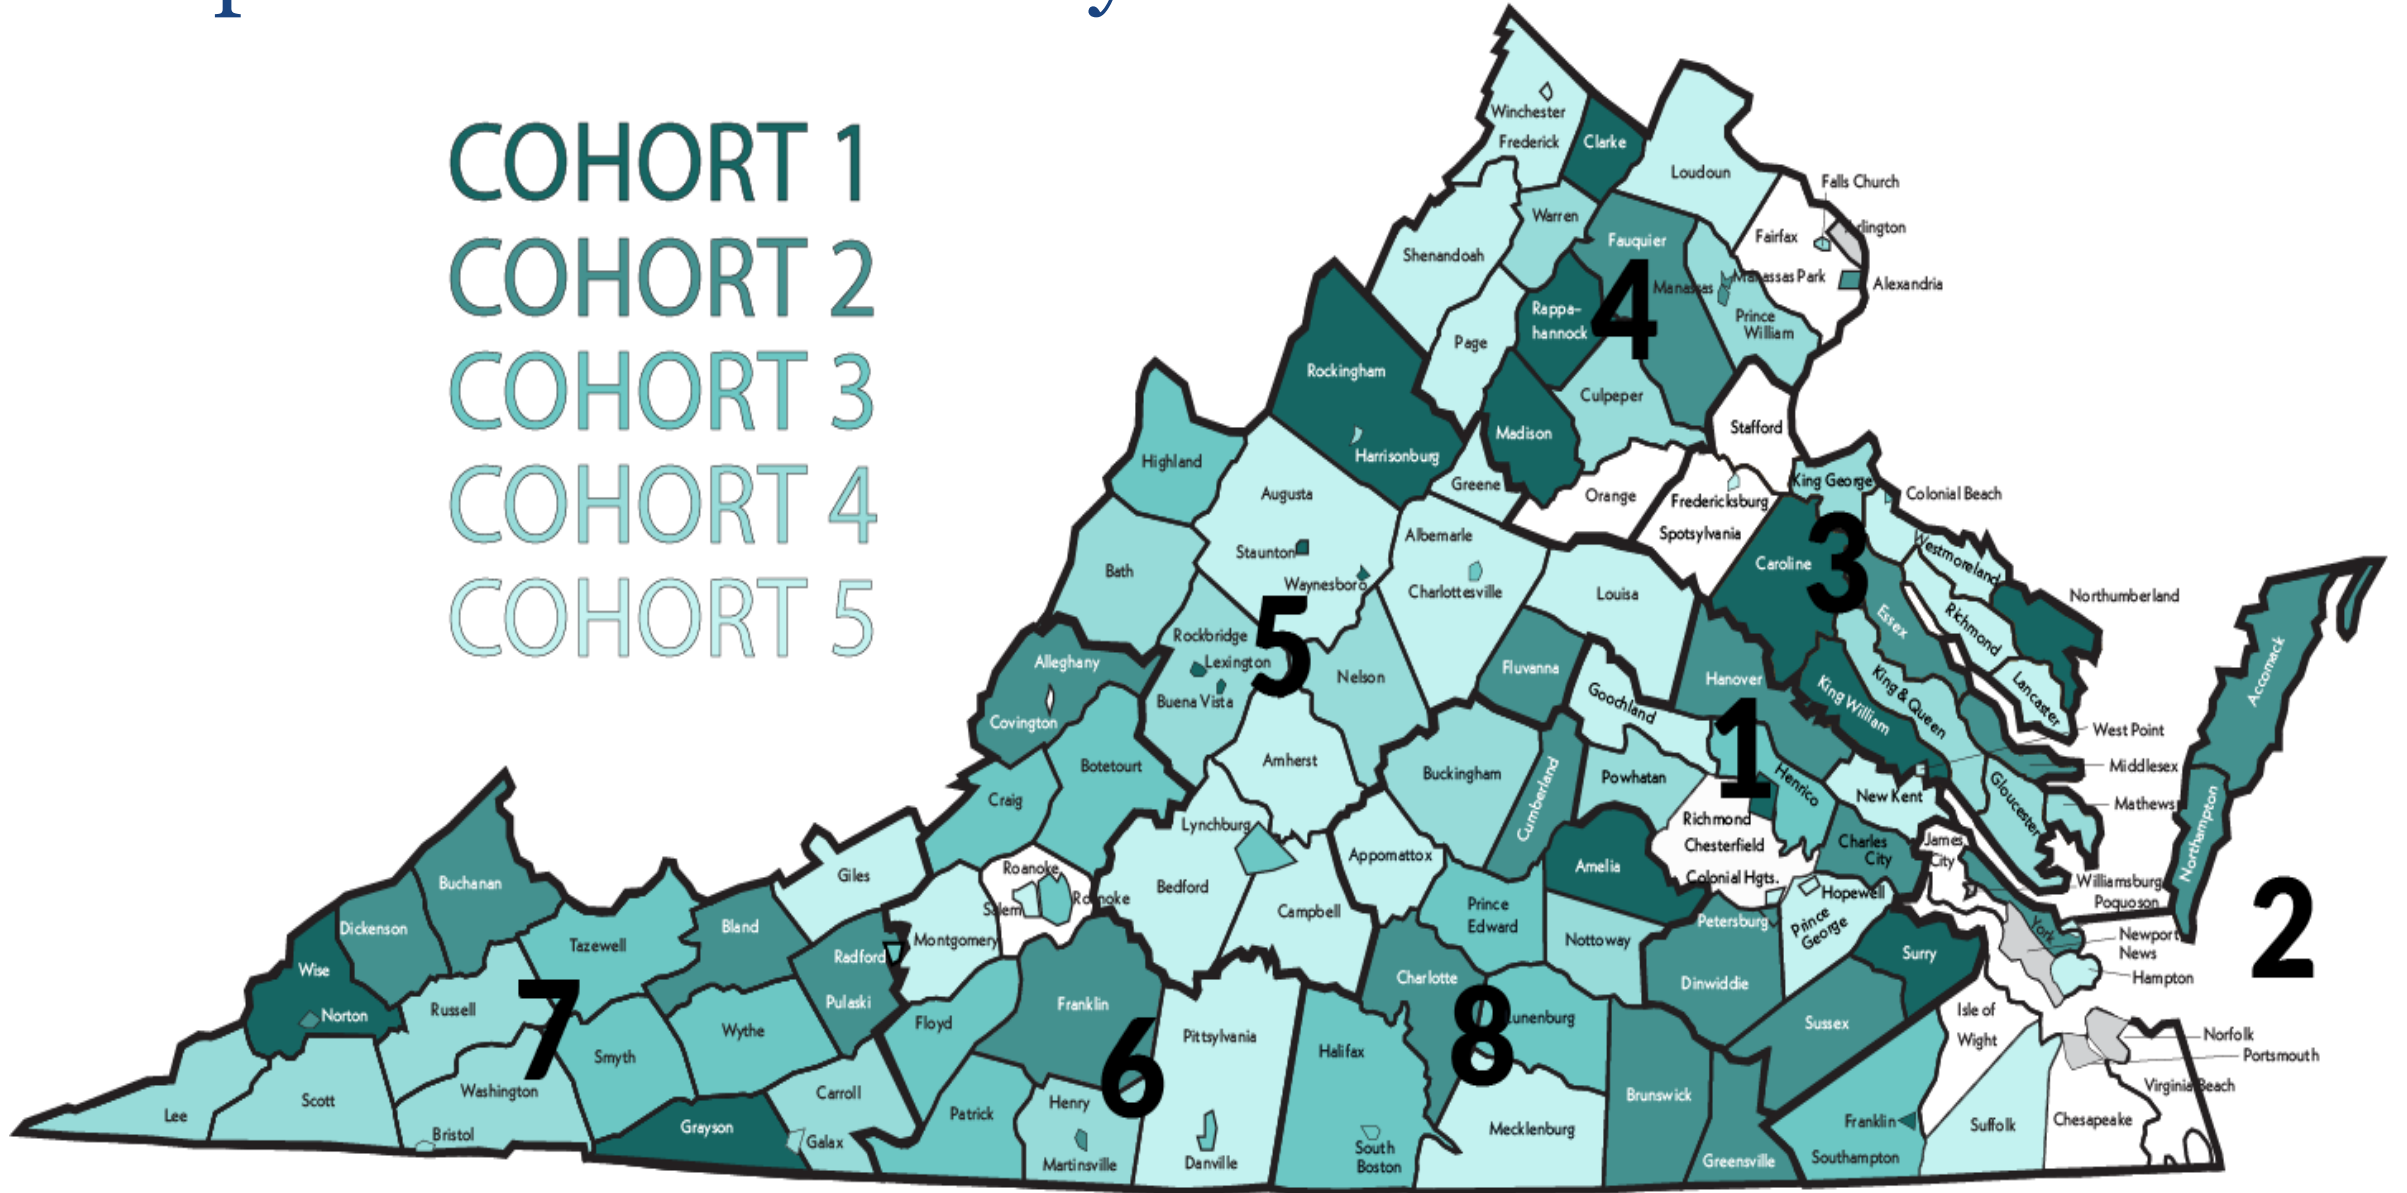 COHORT 1
COHORT 2
COHORT 3
COHORT 4
COHORT 5
Winchester
Frederick
Clarke
Loudoun
Falls Church
Arlington
Fairfax
Warren
Fauquier
Shenandoah
Manassas
Manassas Park
Alexandria
Rappa-
hannock
4
Prince
William
Page
Rockingham
Culpeper
Madison
Stafford
Harrisonburg
Highland
Greene
Orange
King George
Colonial Beach
Augusta
Fredericksburg
Spotsylvania
Albemarle
Staunton
Waynesboro
Charlottesville
Louisa
Caroline
3
Westmoreland
Northumberland
Bath
Richmond
Essex
Rockbridge
Lexington
5
Alleghany
Nelson
Fluvanna
Hanover
Buena Vista
Goochland
King William
King & Queen
Lancaster
Accomack
Covington
1
West Point
Botetourt
Amherst
Buckingham
Cumberland
Powhatan
Henrico
New Kent
Middlesex
Gloucester
Mathews
Northampton
Craig
Lynchburg
Richmond
Chesterfield
Charles
City
James
City
Appomattox
Amelia
Giles
Roanoke
Roanoke
Salem
Bedford
Colonial Hgts.
Hopewell
Williamsburg
Poquoson
Buchanan
Dickenson
Bland
Campbell
Prince
Edward
Petersburg
Prince
George
York
Newport
News
2
Tazewell
Radford
Montgomery
Nottoway
Surry
Hampton
Wise
Pulaski
Charlotte
Dinwiddie
Franklin
Norton
Russell
7
Wythe
Floyd
Pittsylvania
Halifax
8
Lunenburg
Sussex
Isle of
Wight
Norfolk
Portsmouth
Smyth
6
Virginia Beach
Lee
Scott
Washington
Carroll
Patrick
Henry
Brunswick
Franklin
Suffolk
Chesapeake
Bristol
Grayson
Galax
Martinsville
Danville
South
Boston
Mecklenburg
Greensville
Southampton